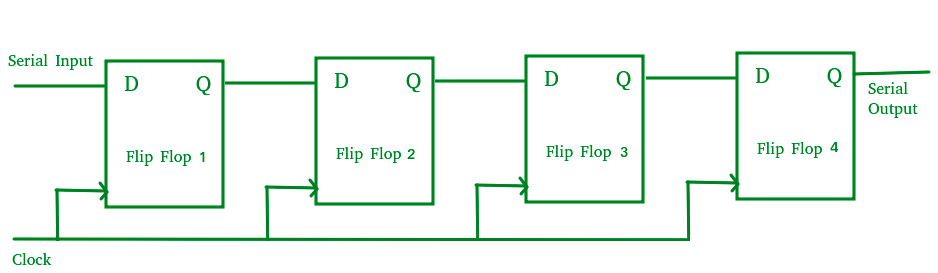 Serial Input
D Q
Flip Flop 1
D Q
Flip Flop 2
D Q
Flip Flop 3
D Q
Flip Flop 4
Serial
Output
Clock